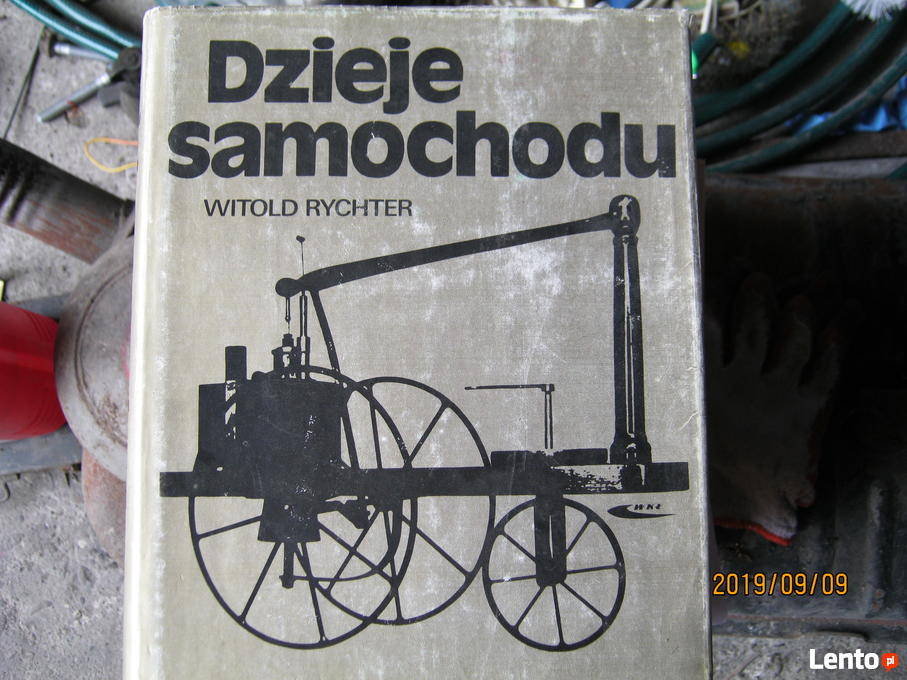 Dzieje
samochodu
WITOLD RYCHTER
WKŁ
2019/09/09
Lento.pl